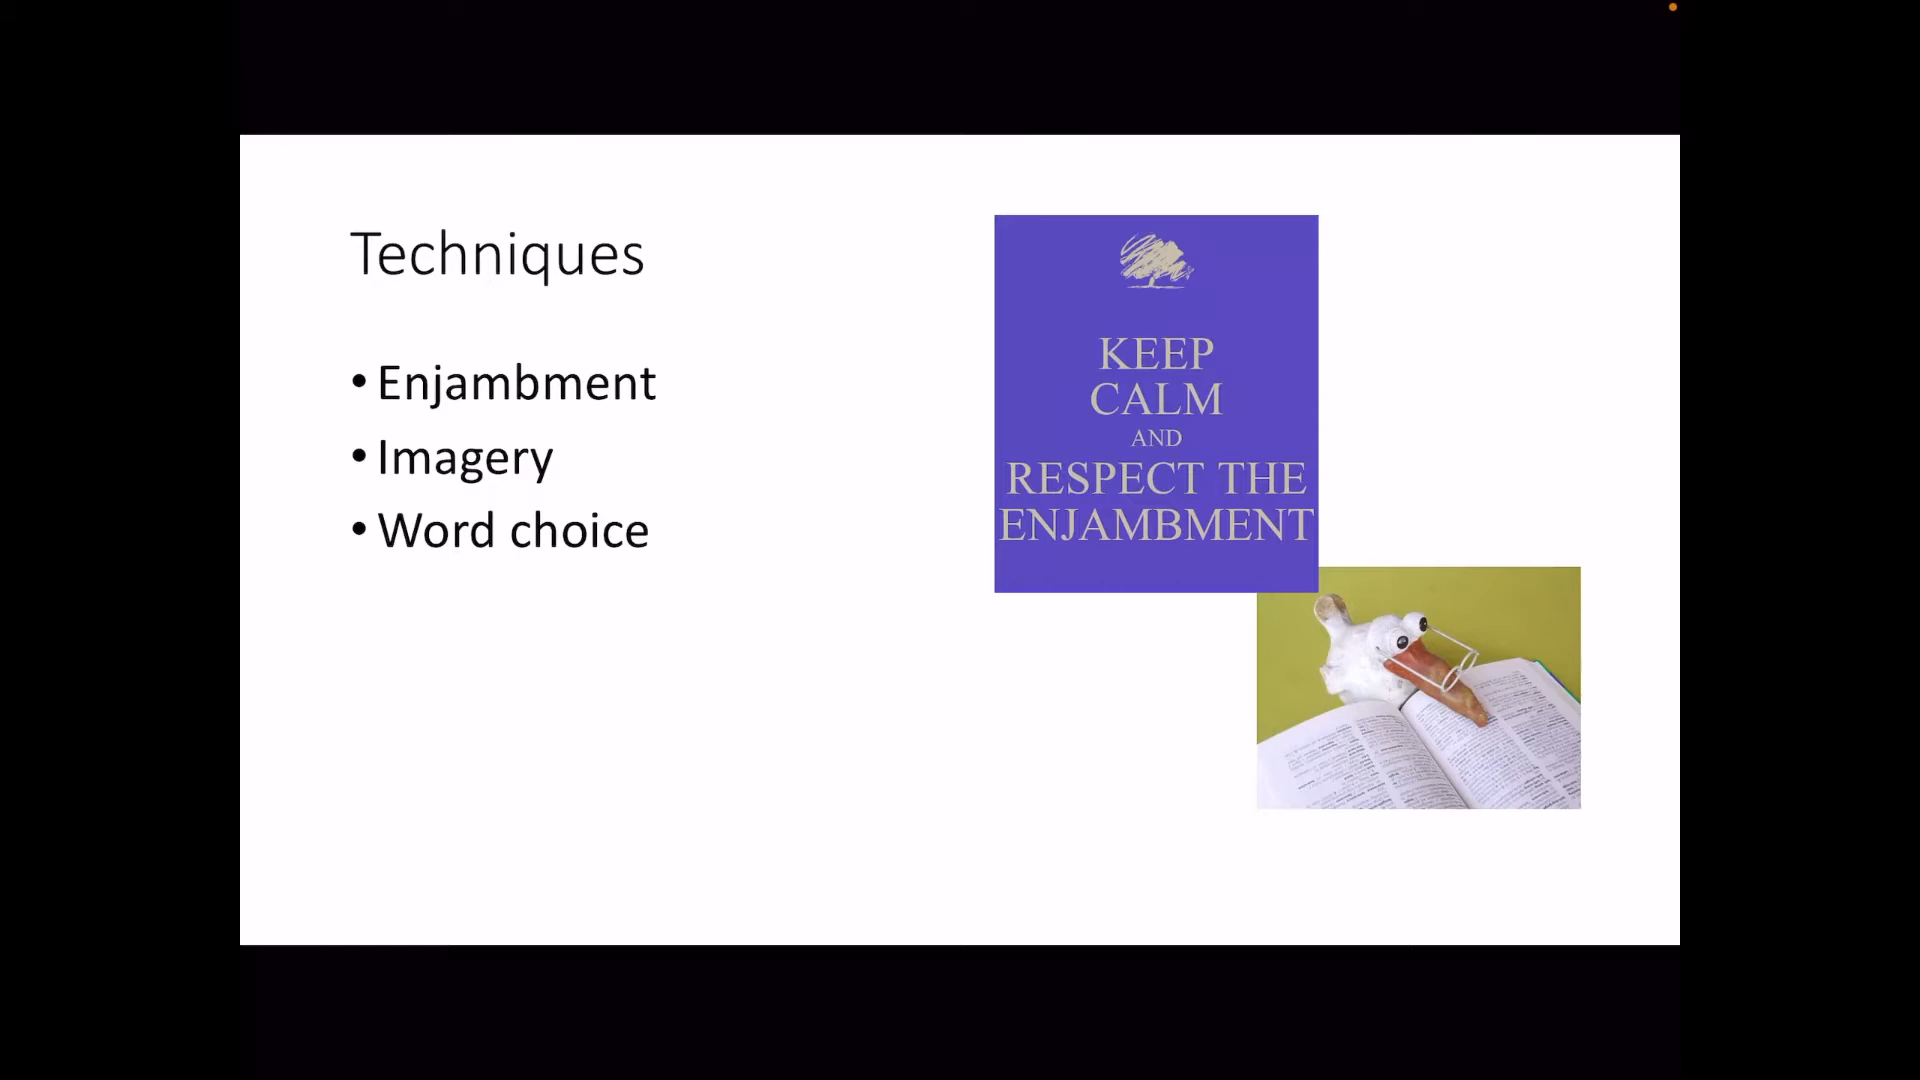 Techniques
• Enjambment
• Imagery
• Word choice
KEEP
CALM
AND
RESPECT THE
ENJAMBMENT